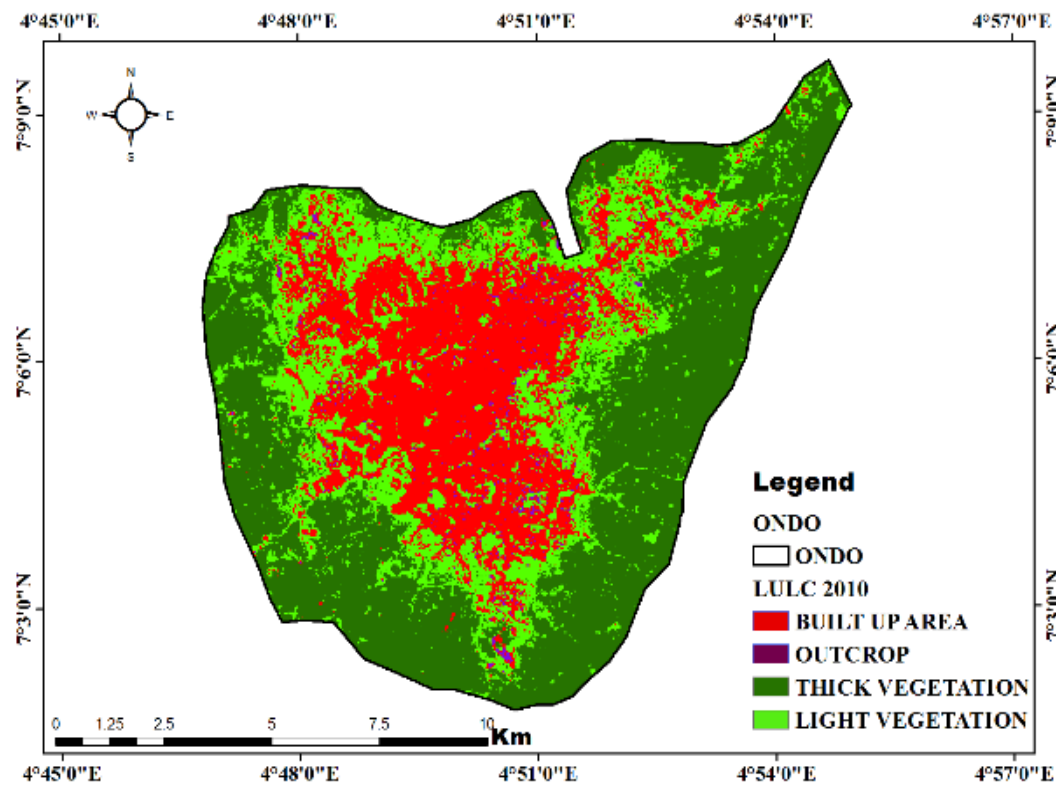 4°45'0"E 4°48'0"E 4°51'0"E 4°54'0"E 4°57'0"E
N
W E
S
7°9'0"N
7°9'0"N
7°6'0"N
7°6'0"N
7°3'0"N
7°3'0"N
Legend
ONDO
ONDO
LULC 2010
BUILT UP AREA
OUTCROP
THICK VEGETATION
LIGHT VEGETATION
0 1.25 2.5 5 7.5 10
Km
4°45'0"E 4°48'0"E 4°51'0"E 4°54'0"E 4°57'0"E